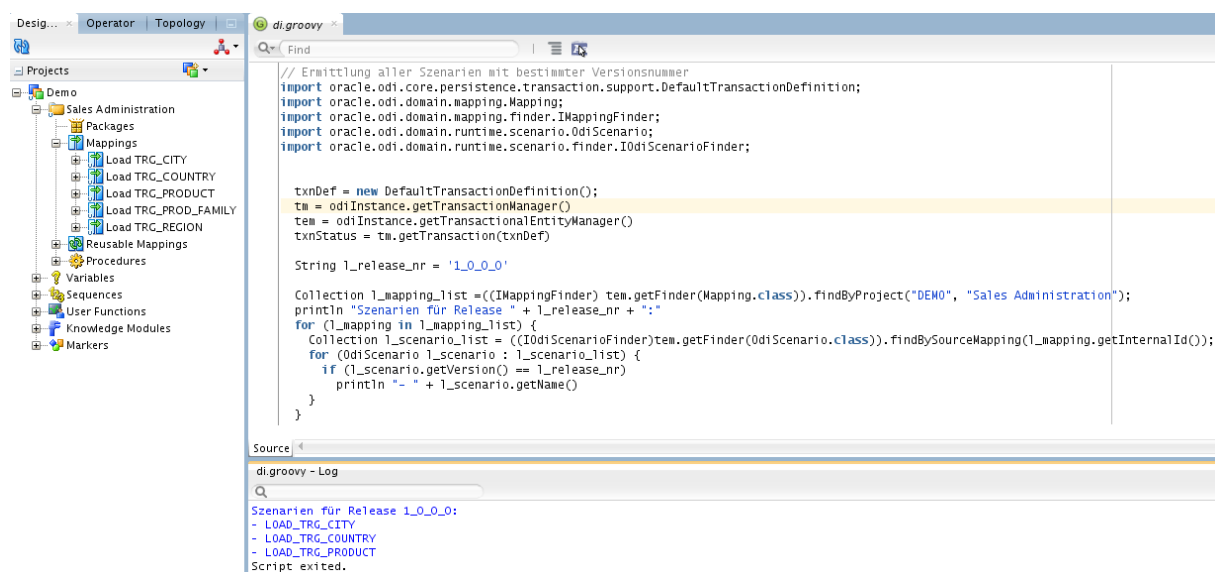 Desig...
Operator
Topology
di.groovy
Find
Projects
Demo
Sales Administration
Packages
Mappings
Load TRG_CITY
Load TRG_COUNTRY
Load TRG_PRODUCT
Load TRG_PROD_FAMILY
Load TRG_REGION
Reusable Mappings
Procedures
Variables
Sequences
User Functions
Knowledge Modules
Markers
// Ermittlung aller Szenarien mit bestimmter Versionsnummer
import oracle.odi.core.persistence.transaction.support.DefaultTransactionDefinition;
import oracle.odi.domain.mapping.Mapping;
import oracle.odi.domain.mapping.finder.IMappingFinder;
import oracle.odi.domain.runtime.scenario.OdiScenario;
import oracle.odi.domain.runtime.scenario.finder.IOdiScenarioFinder;
txnDef = new DefaultTransactionDefinition();
tm = odiInstance.getTransactionManager()
tem = odiInstance.getTransactionalEntityManager()
txnStatus = tm.getTransaction(txnDef)
String l_release_nr = '1_0_0_0'
Collection l_mapping_list =((IMappingFinder) tem.getFinder(Mapping.class)).findByProject("DEMO", "Sales Administration");
println "Szenarien für Release " + l_release_nr + ":"
for (l_mapping in l_mapping_list) {
Collection l_scenario_list = ((IOdiScenarioFinder)tem.getFinder(OdiScenario.class)).findBySourceMapping(l_mapping.getInternalId());
for (OdiScenario l_scenario : l_scenario_list) {
if (l_scenario.getVersion() == l_release_nr)
println "- " + l_scenario.getName()
}
}
Source
di.groovy - Log
Szenarien für Release 1_0_0_0:
- LOAD_TRG_CITY
- LOAD_TRG_COUNTRY
- LOAD_TRG_PRODUCT
Script exited.